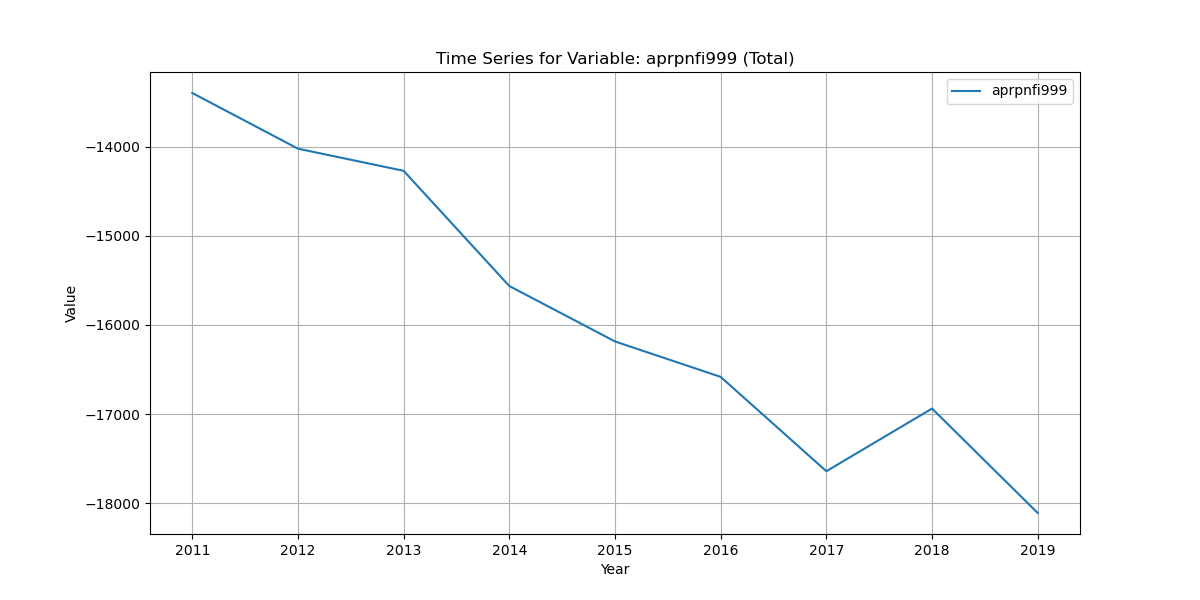 Time Series for Variable: aprpnfi999 (Total)
aprpnfi999
−14000
−15000
−16000
−17000
−18000
Value
2011 2012 2013 2014 2015 2016 2017 2018 2019
Year